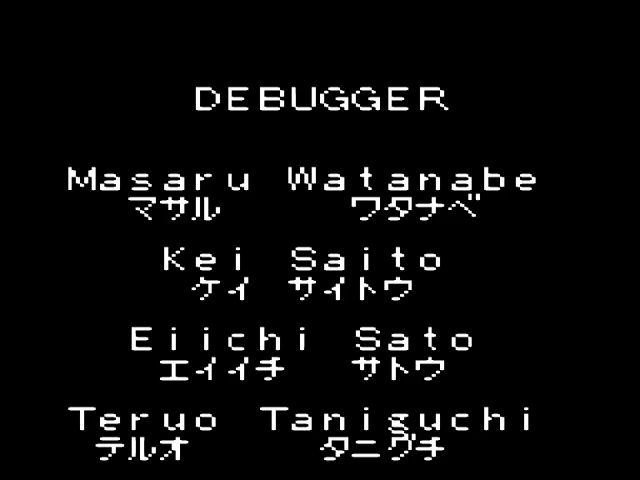 DEBUGGER
Masaru Watanabe
マサル ワタナベ
Kei Saito
ケイ サイトウ
Eiichi Sato
エイイチ サトウ
Teruo Taniguchi
テルオ タニグチ